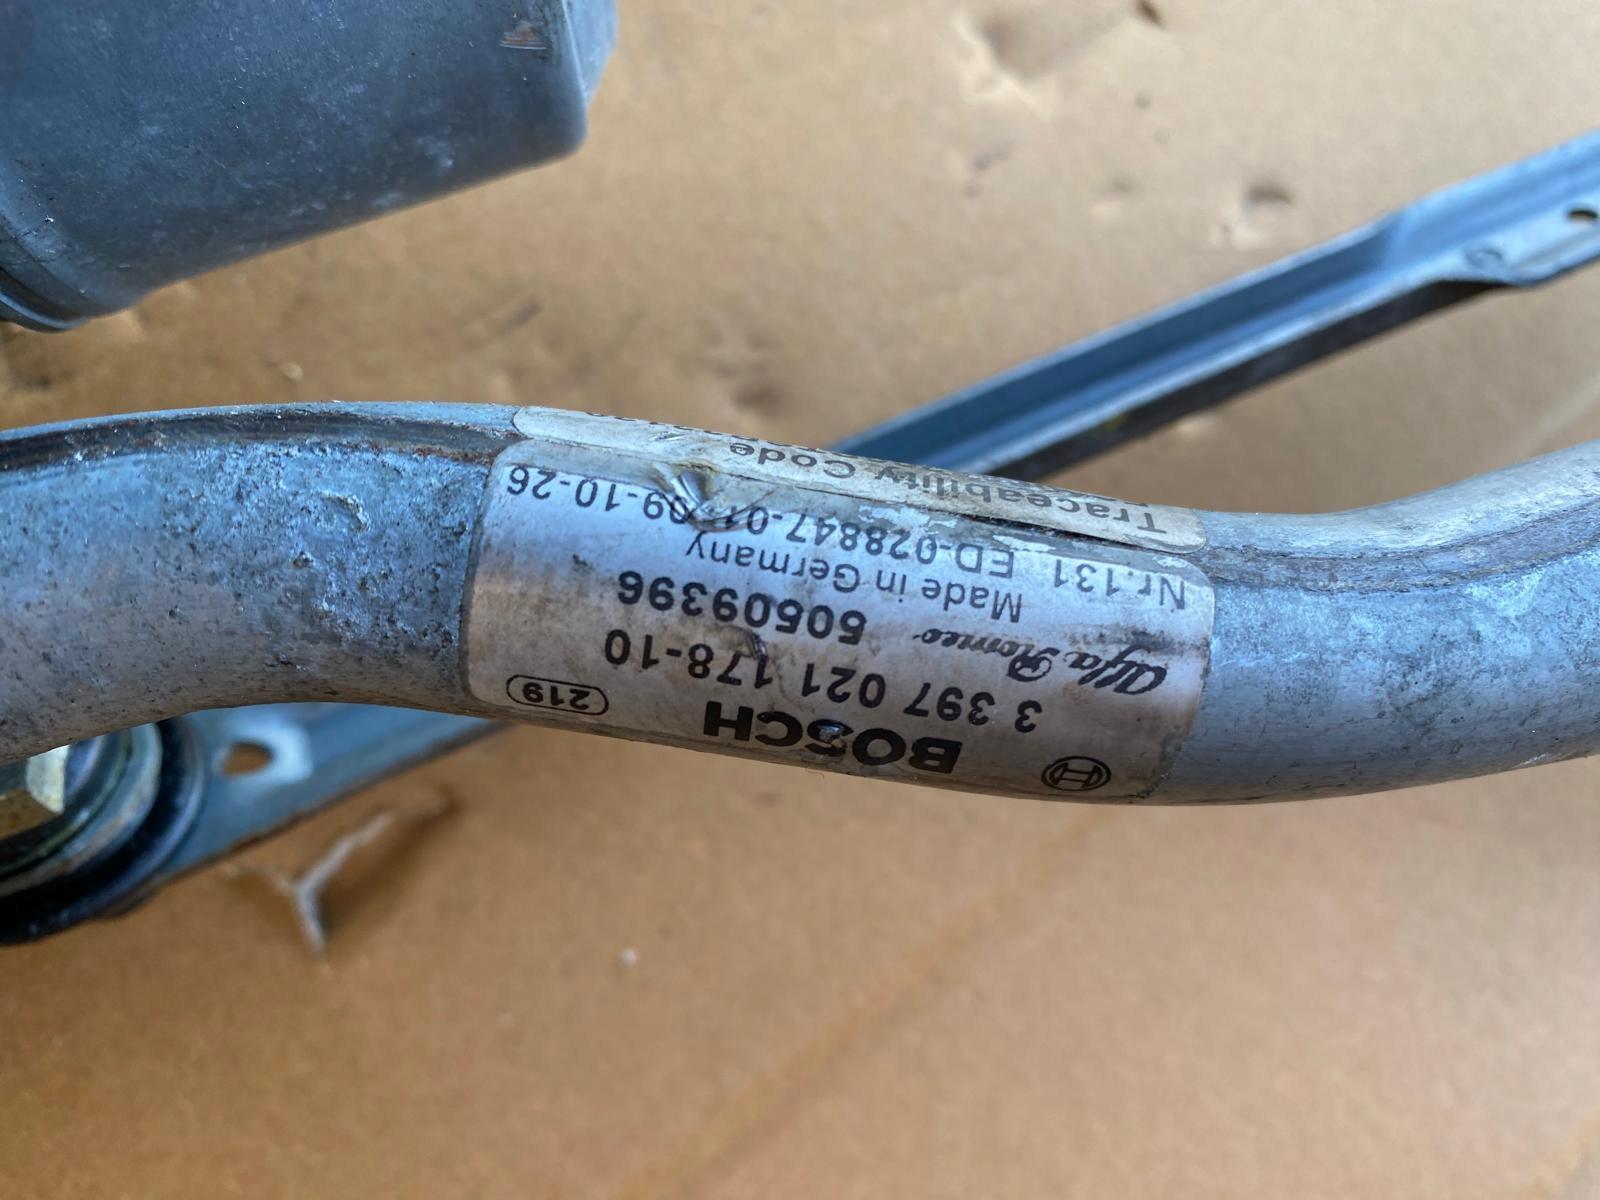 BOSCH
219
3 397 021 178-10
Alfa Romeo 50509396
Made in Germany
Nr.131 ED-028847-01 09-10-26
Traceability Code